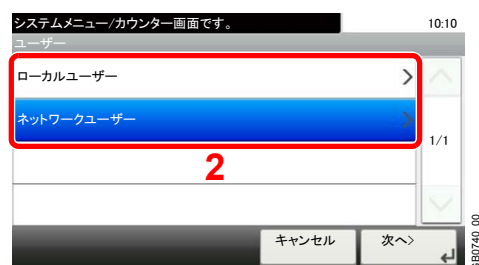 システムメニュー/カウンター画面です。
10:10
ユーザー
ローカルユーザー
ネットワークユーザー
1/1
2
キャンセル
次へ>
GB0740_00